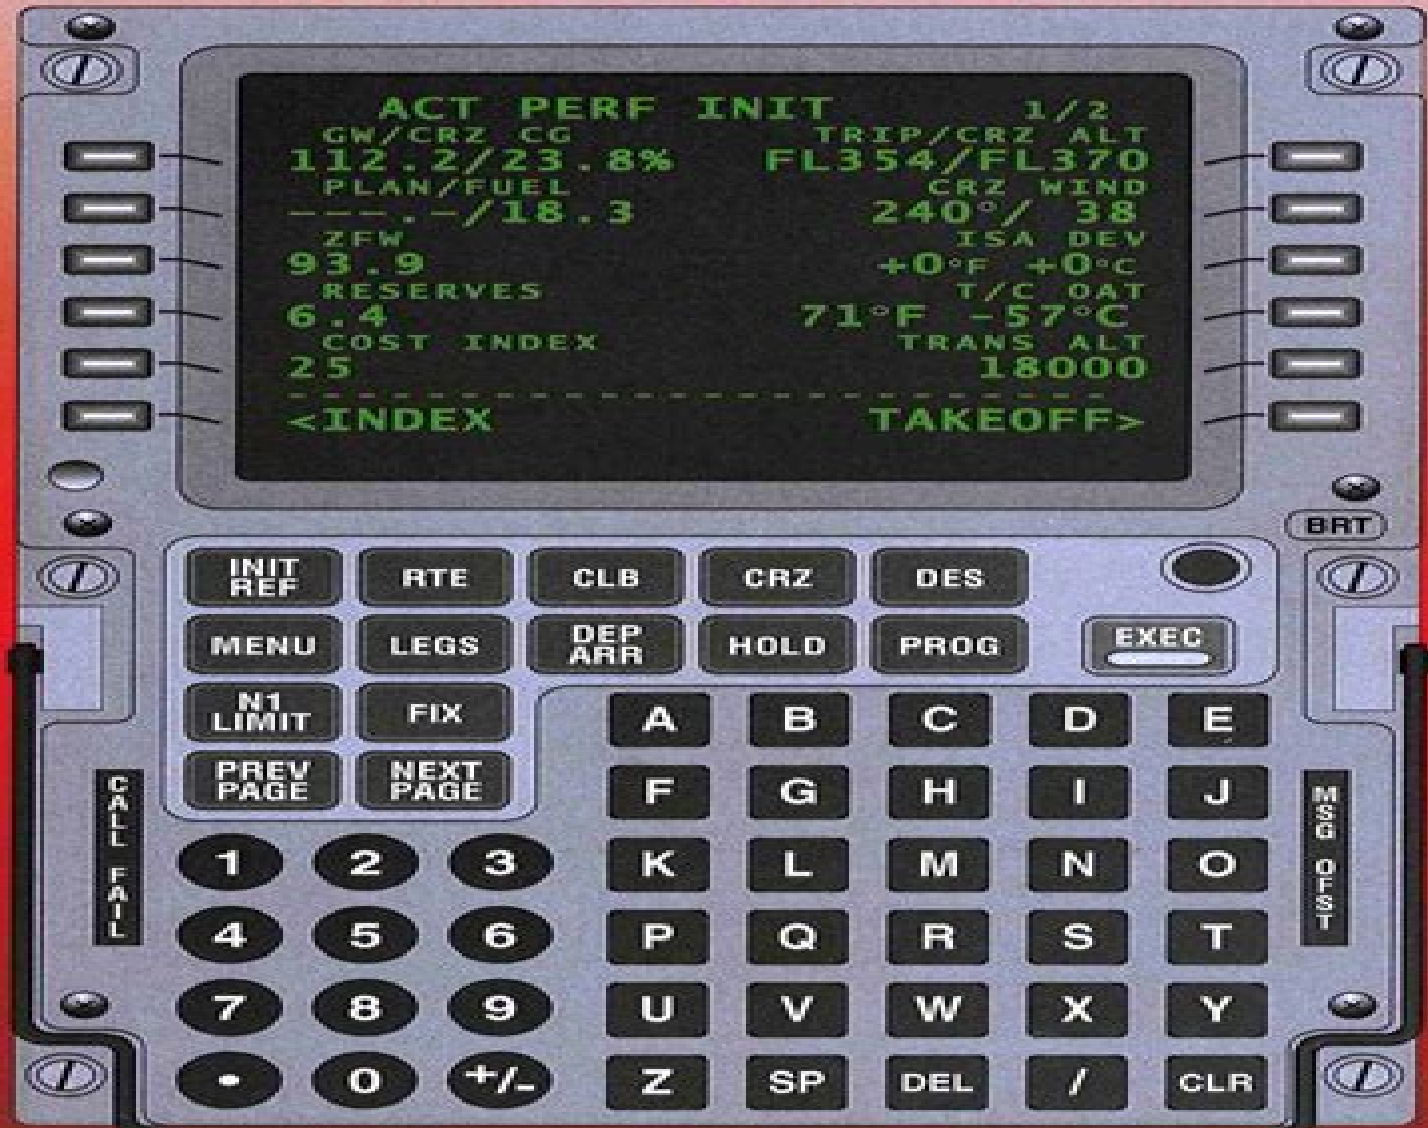 ACT PERF INIT 1/2
GW/CRZ CG TRIP/CRZ ALT
112.2/23.8% FL354/FL370
PLAN/FUEL CRZ WIND
---.-/18.3 240°/ 38
ZFW ISA DEV
93.9 +0°F +0°C
RESERVES T/C OAT
6.4 71°F -57°C
COST INDEX TRANS ALT
25 18000
------------------------
<INDEX TAKEOFF>
BRT
INIT REF RTE CLB CRZ DES
MENU LEGS DEP ARR HOLD PROG EXEC
N1 LIMIT FIX
PREV PAGE NEXT PAGE
A B C D E
F G H I J
K L M N O
P Q R S T
U V W X Y
Z SP DEL / CLR
1 2 3
4 5 6
7 8 9
. 0 +/-
CALL FAIL
MSG OFST